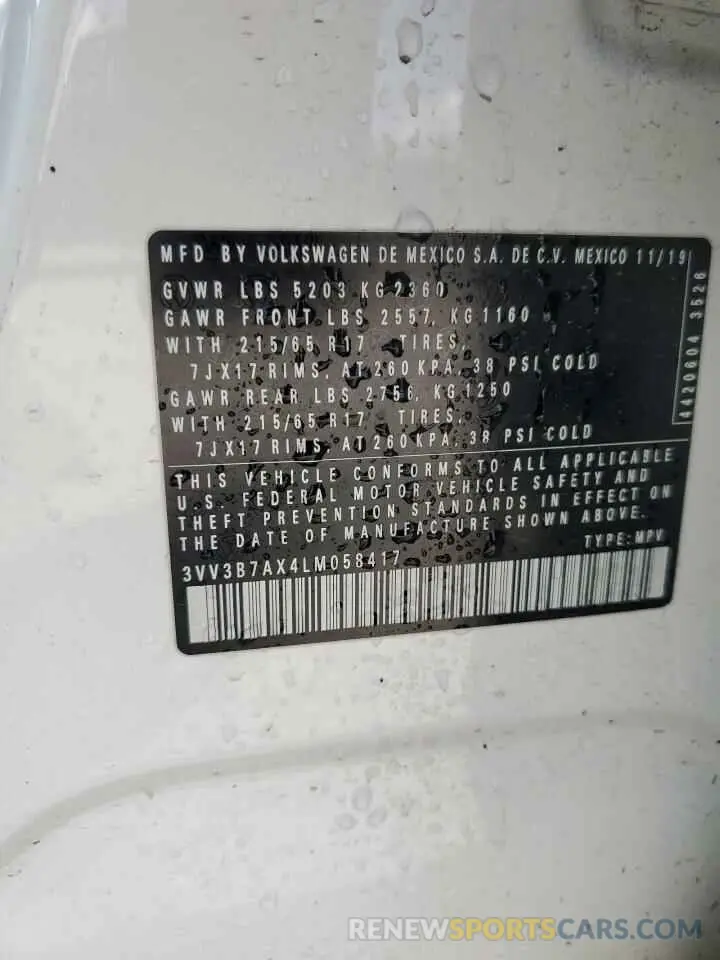 MFD BY VOLKSWAGEN DE MEXICO S.A. DE C.V. MEXICO 11/19
GVWR LBS 5203 KG 2360
GAWR FRONT LBS 2557, KG 1160
WITH 215/65 R17 TIRES,
7JX17 RIMS, AT 260 KPA, 38 PSI COLD
GAWR REAR LBS 2756, KG 1250
WITH 215/65 R17 TIRES,
7JX17 RIMS, AT 260 KPA, 38 PSI COLD
4420604 3526
THIS VEHICLE CONFORMS TO ALL APPLICABLE
U.S. FEDERAL MOTOR VEHICLE SAFETY AND
THEFT PREVENTION STANDARDS IN EFFECT ON
THE DATE OF MANUFACTURE SHOWN ABOVE.
TYPE: MPV
3VV3B7AX4LM058417
RENEWSPORTSCARS.COM